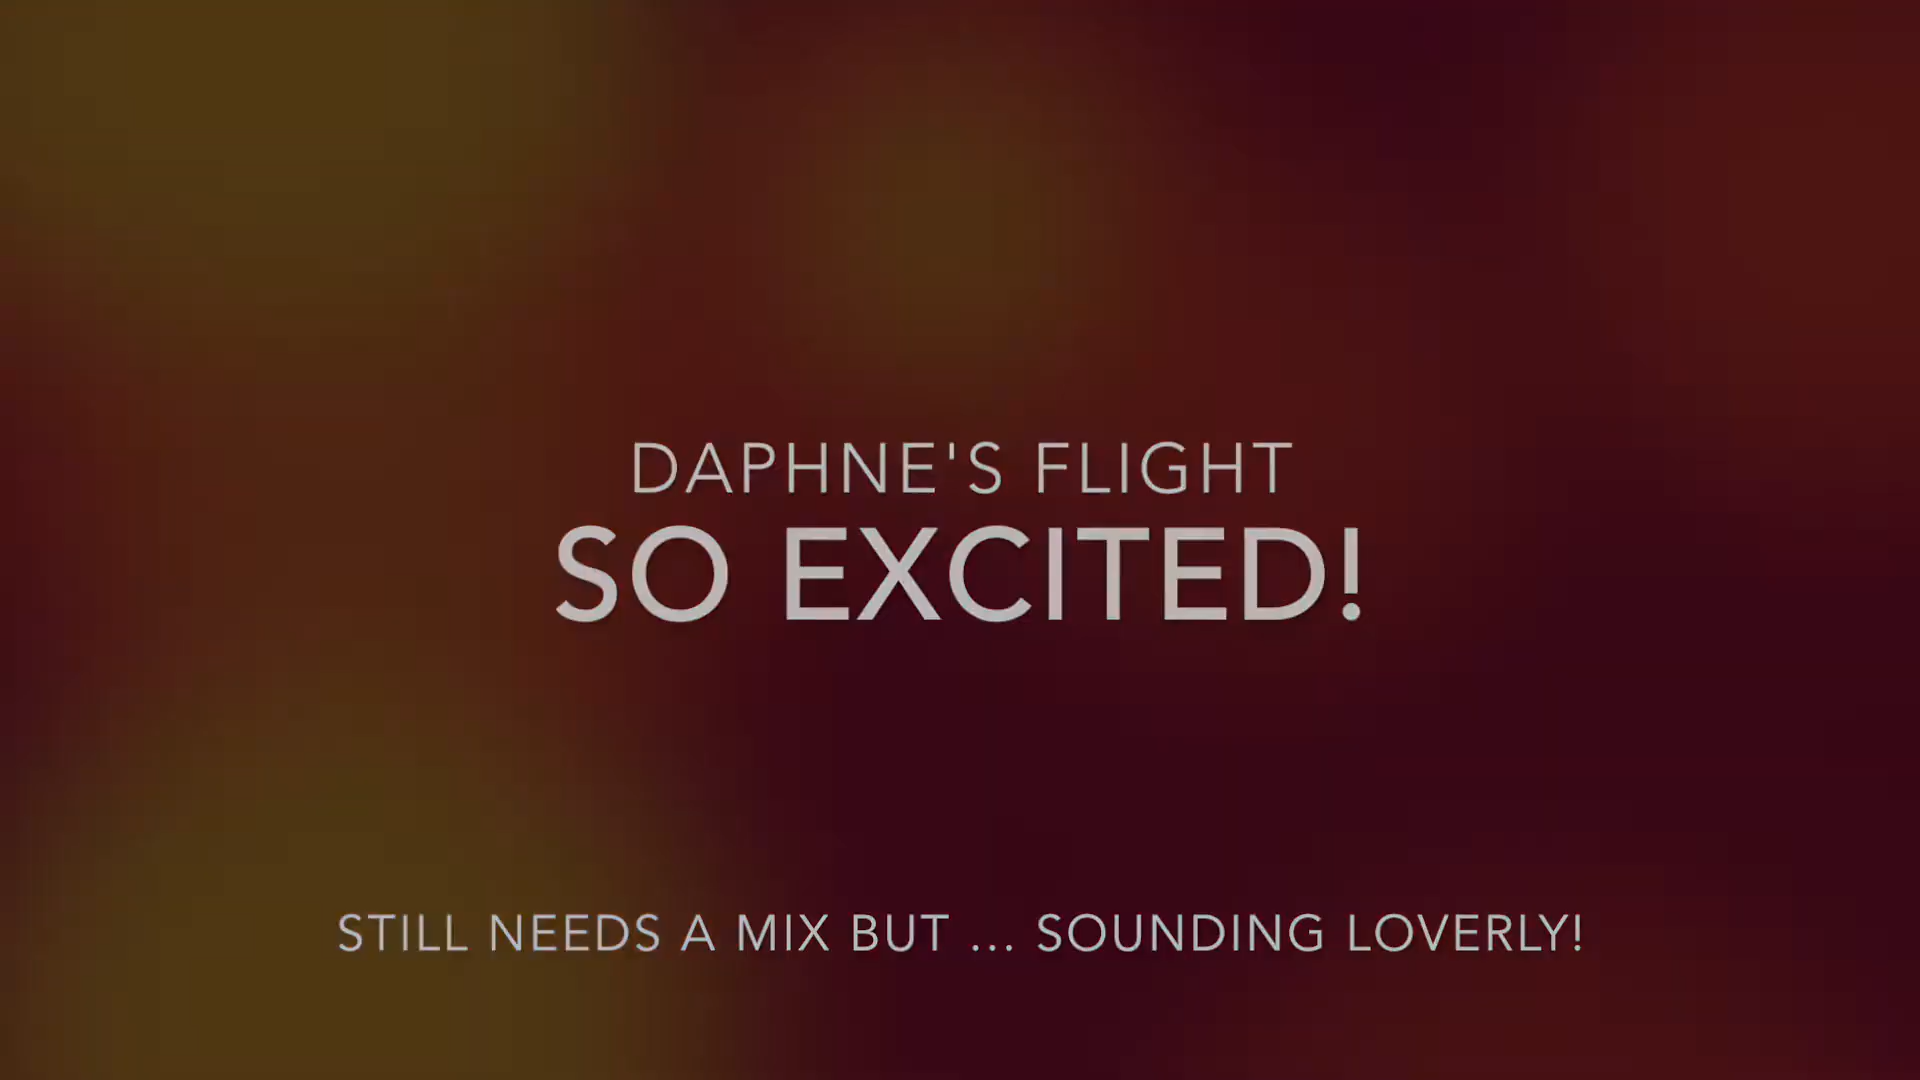 DAPHNE'S FLIGHT
SO EXCITED!
STILL NEEDS A MIX BUT ... SOUNDING LOVERLY!